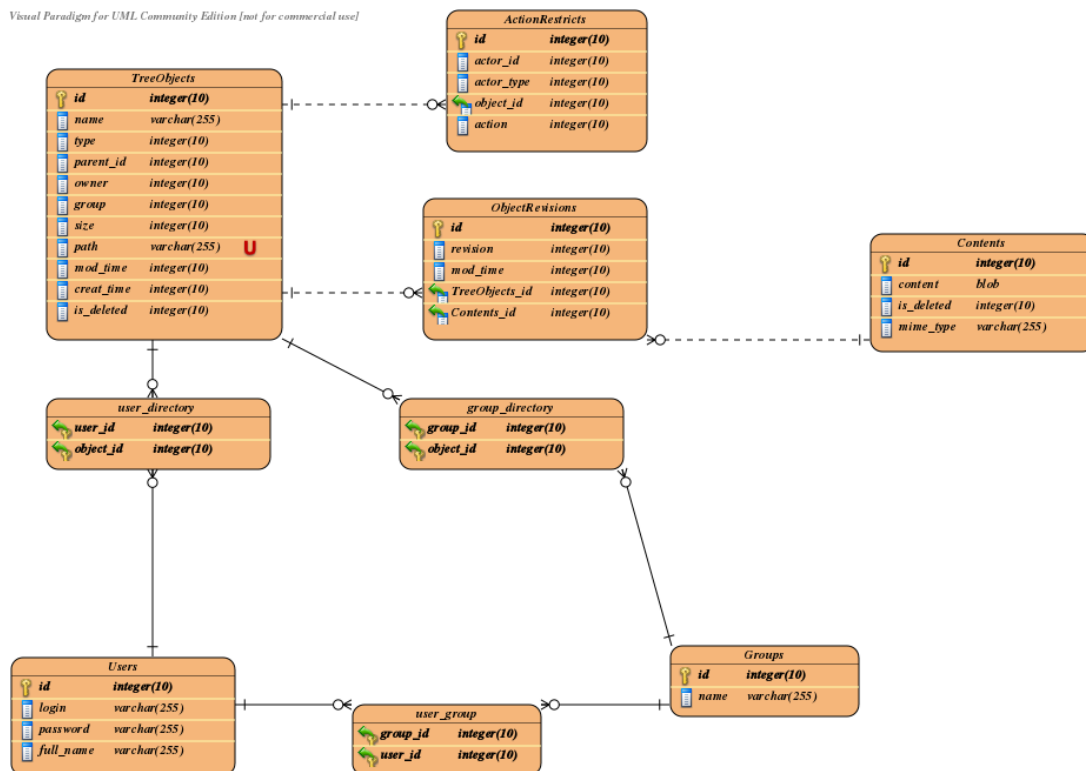 Visual Paradigm for UML Community Edition [not for commercial use]
ActionRestricts
id integer(10)
actor_id integer(10)
actor_type integer(10)
object_id integer(10)
action integer(10)
TreeObjects
id integer(10)
name varchar(255)
type integer(10)
parent_id integer(10)
owner integer(10)
group integer(10)
size integer(10)
path varchar(255) U
mod_time integer(10)
creat_time integer(10)
is_deleted integer(10)
ObjectRevisions
id integer(10)
revision integer(10)
mod_time integer(10)
TreeObjects_id integer(10)
Contents_id integer(10)
Contents
id integer(10)
content blob
is_deleted integer(10)
mime_type varchar(255)
user_directory
user_id integer(10)
object_id integer(10)
group_directory
group_id integer(10)
object_id integer(10)
Users
id integer(10)
login varchar(255)
password varchar(255)
full_name varchar(255)
user_group
group_id integer(10)
user_id integer(10)
Groups
id integer(10)
name varchar(255)